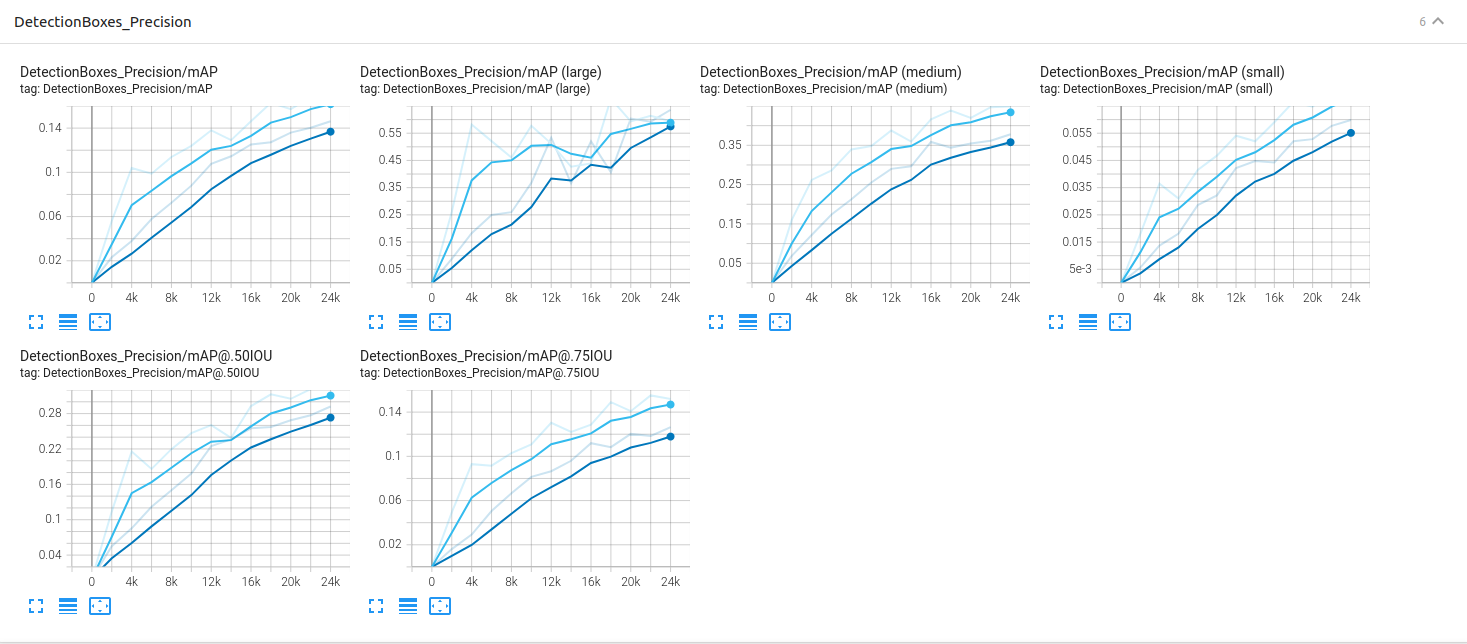 DetectionBoxes_Precision
6
DetectionBoxes_Precision/mAP
tag: DetectionBoxes_Precision/mAP
0.14
0.1
0.06
0.02
0 4k 8k 12k 16k 20k 24k
DetectionBoxes_Precision/mAP (large)
tag: DetectionBoxes_Precision/mAP (large)
0.55
0.45
0.35
0.25
0.15
0.05
0 4k 8k 12k 16k 20k 24k
DetectionBoxes_Precision/mAP (medium)
tag: DetectionBoxes_Precision/mAP (medium)
0.35
0.25
0.15
0.05
0 4k 8k 12k 16k 20k 24k
DetectionBoxes_Precision/mAP (small)
tag: DetectionBoxes_Precision/mAP (small)
0.055
0.045
0.035
0.025
0.015
5e-3
0 4k 8k 12k 16k 20k 24k
DetectionBoxes_Precision/mAP@.50IOU
tag: DetectionBoxes_Precision/mAP@.50IOU
0.28
0.22
0.16
0.1
0.04
0 4k 8k 12k 16k 20k 24k
DetectionBoxes_Precision/mAP@.75IOU
tag: DetectionBoxes_Precision/mAP@.75IOU
0.14
0.1
0.06
0.02
0 4k 8k 12k 16k 20k 24k